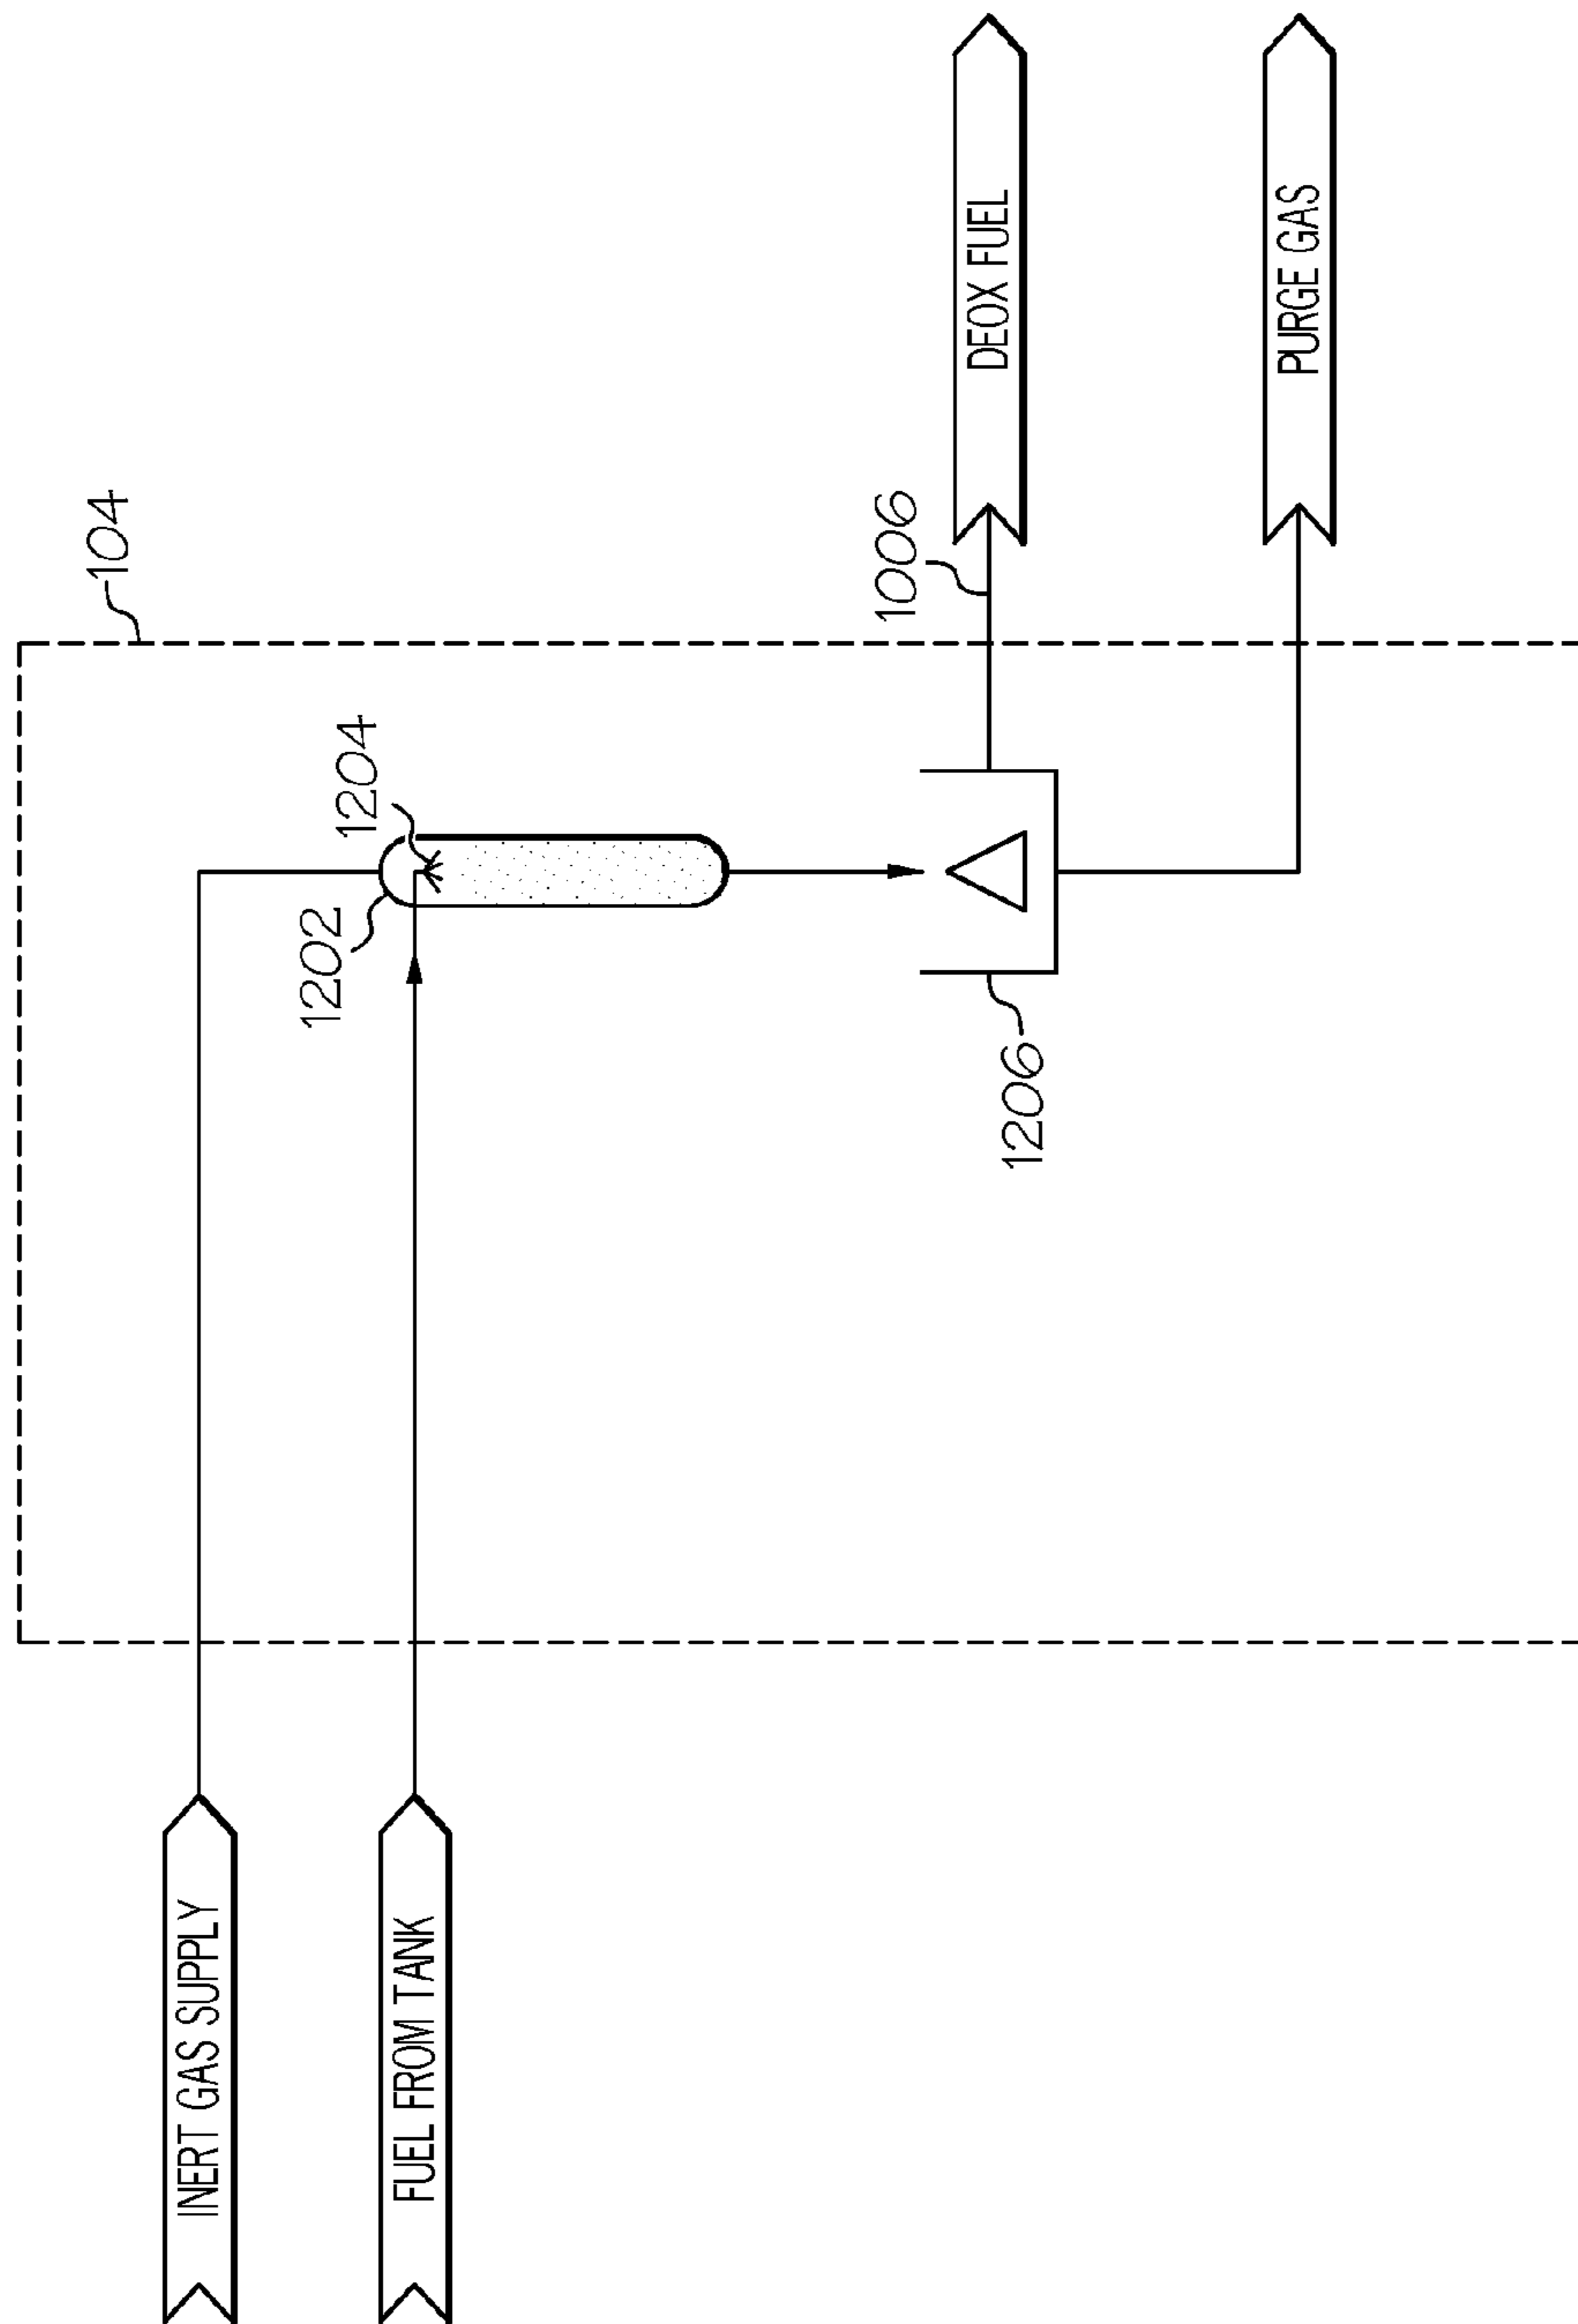 INERT GAS SUPPLY
FUEL FROM TANK
104
1202
1204
1206
1006
DEOX FUEL
PURGE GAS